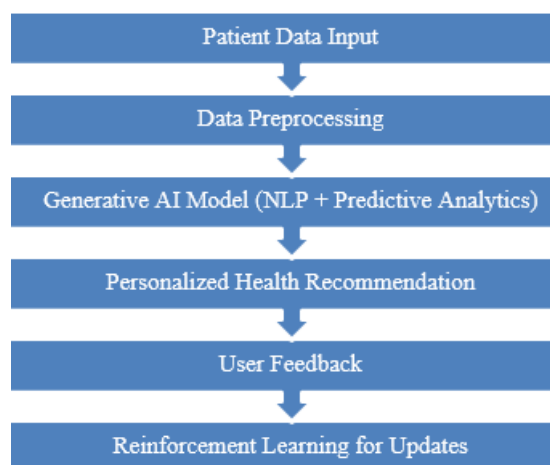 Patient Data Input
Data Preprocessing
Generative AI Model (NLP + Predictive Analytics)
Personalized Health Recommendation
User Feedback
Reinforcement Learning for Updates